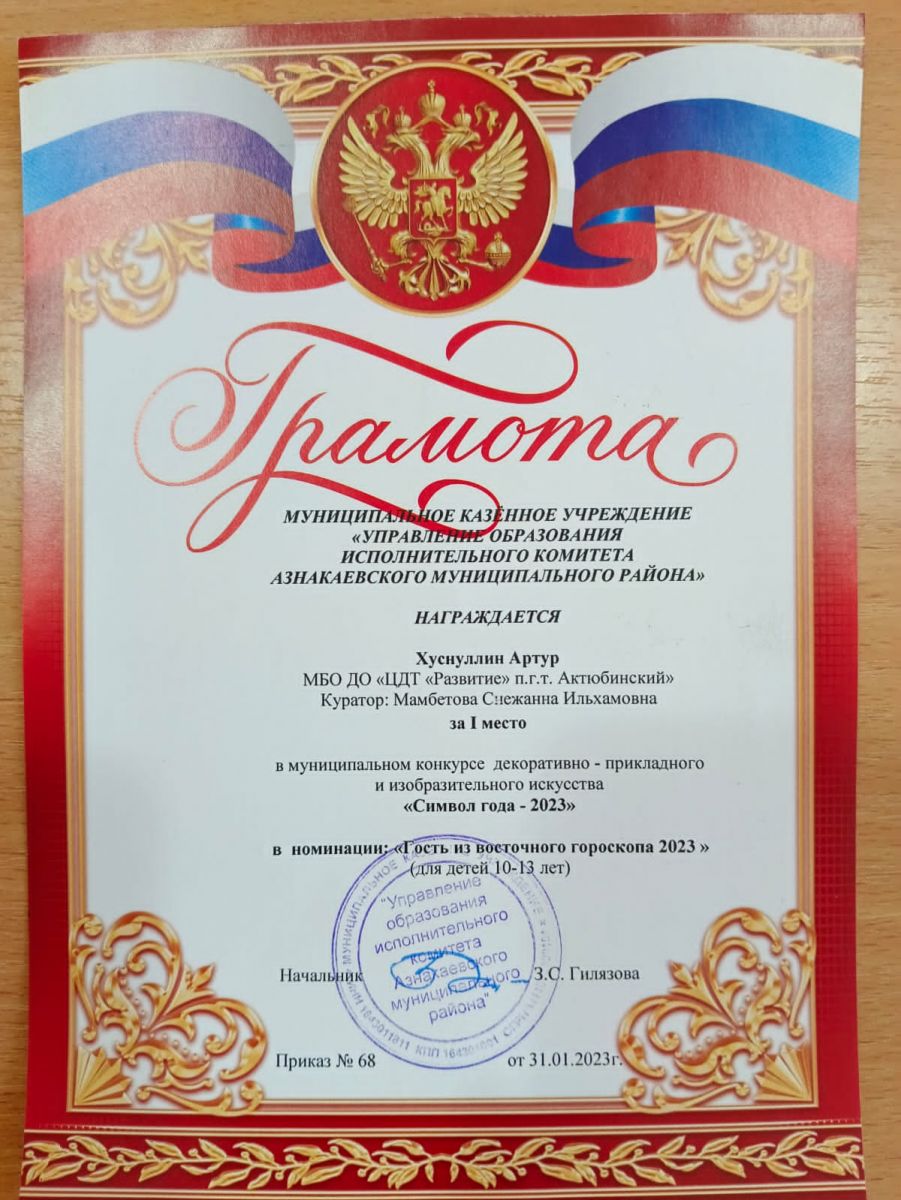 Грамота
МУНИЦИПАЛЬНОЕ КАЗЁННОЕ УЧРЕЖДЕНИЕ
«УПРАВЛЕНИЕ ОБРАЗОВАНИЯ
ИСПОЛНИТЕЛЬНОГО КОМИТЕТА
АЗНАКАЕВСКОГО МУНИЦИПАЛЬНОГО РАЙОНА»
НАГРАЖДАЕТСЯ
Хуснуллин Артур
МБО ДО «ЦДТ «Развитие» п.г.т. Актюбинский»
Куратор: Мамбетова Снежанна Ильхамовна
за I место
в муниципальном конкурсе декоративно - прикладного
и изобразительного искусства
«Символ года - 2023»
в номинации: «Гость из восточного гороскопа 2023 »
(для детей 10-13 лет)
"Управление
образования
исполнительного
комитета
Азнакаевского
муниципального
района"
МУНИЦИПАЛЬНОЕ КАЗЕННОЕ УЧРЕЖДЕНИЕ
Начальник З.С. Гилязова
Приказ № 68 от 31.01.2023г.